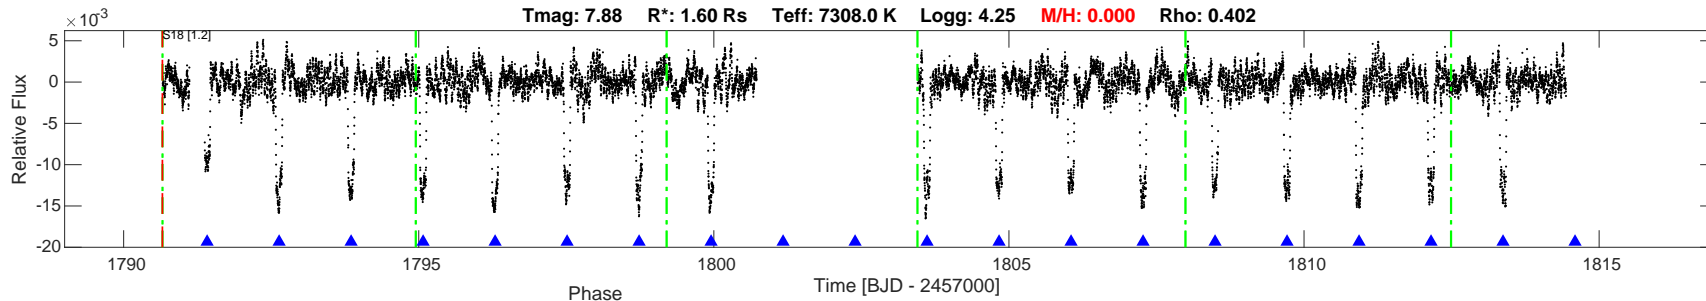 Tmag: 7.88 R*: 1.60 Rs Teff: 7308.0 K Logg: 4.25 M/H: 0.000 Rho: 0.402
×10⁻³
S18 [1.2]
5
0
-5
-10
-15
-20
Relative Flux
1790 1795 1800 1805 1810 1815
Phase
Time [BJD - 2457000]